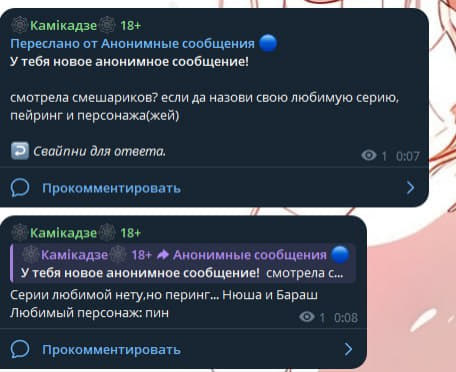 🕸Камікадзе🕸 18+
Переслано от Анонимные сообщения 🔵
У тебя новое анонимное сообщение!
смотрела смешариков? если да назови свою любимую серию,
пейринг и персонажа(жей)
↩️ Свайпни для ответа.
1 0:07
Прокомментировать
🕸Камікадзе🕸 18+
🕸Камікадзе🕸 18+ Анонимные сообщения 🔵
У тебя новое анонимное сообщение! смотрела с...
Серии любимой нету,но перинг... Нюша и Бараш
Любимый персонаж: пин
1 0:08
Прокомментировать